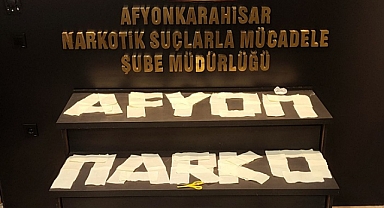 AFYONKARAHİSAR
NARKOTİK SUÇLARLA MÜCADELE
ŞUBE MÜDÜRLÜĞÜ
AFYON
NARKO